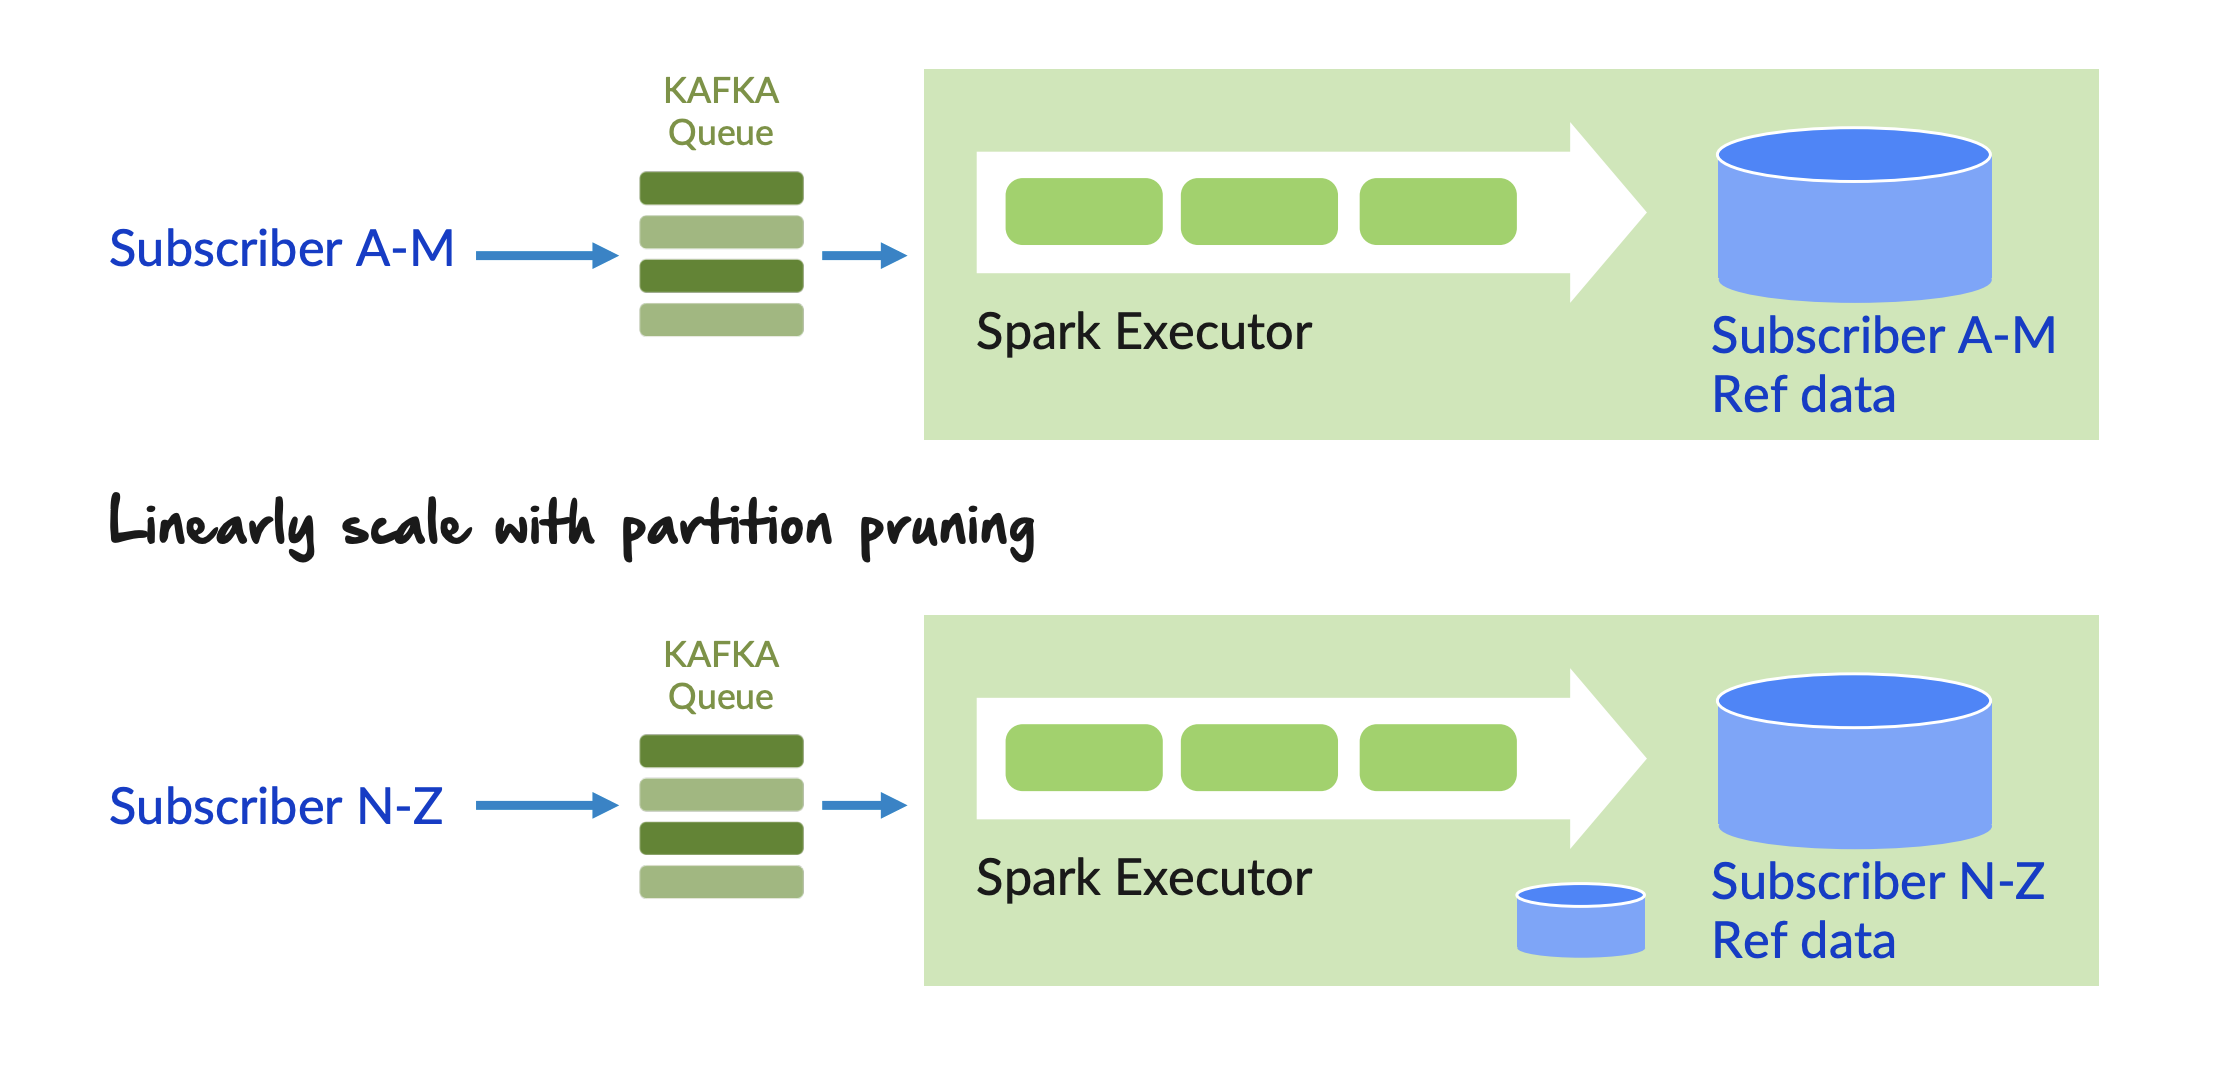 KAFKA
Queue
Subscriber A-M
Spark Executor
Subscriber A-M
Ref data
Linearly scale with partition pruning
KAFKA
Queue
Subscriber N-Z
Spark Executor
Subscriber N-Z
Ref data